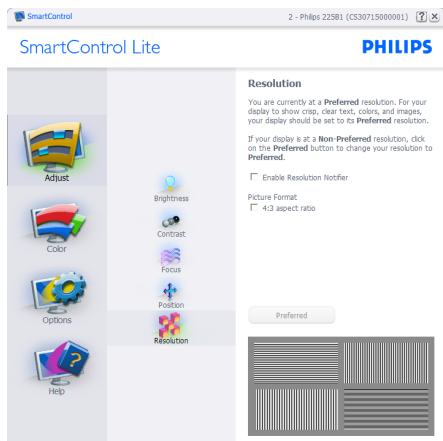 SmartControl
2 - Philips 225B1 (CS30715000001)
SmartControl Lite
PHILIPS
Resolution
You are currently at a Preferred resolution. For your
display to show crisp, clear text, colors, and images,
your display should be set to its Preferred resolution.
If your display is at a Non-Preferred resolution, click
on the Preferred button to change your resolution to
Preferred.
Enable Resolution Notifier
Picture Format
4:3 aspect ratio
Preferred
Adjust
Color
Options
Help
Brightness
Contrast
Focus
Position
Resolution